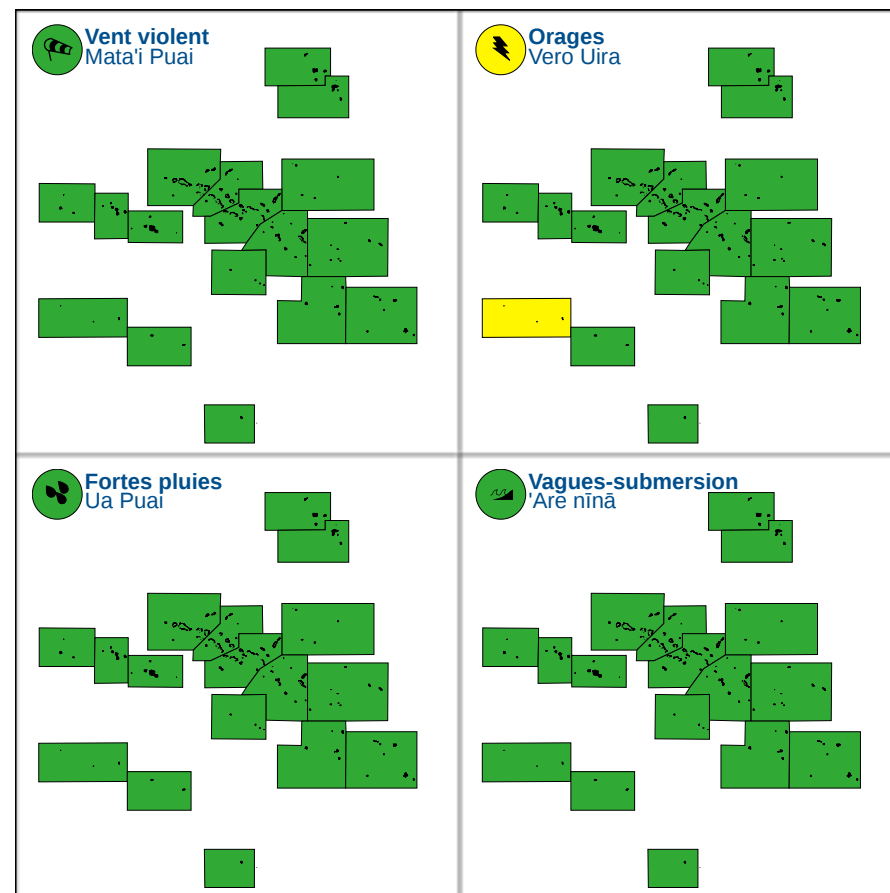 Vent violent
Mata'i Puai
Orages
Vero Uira
Fortes pluies
Ua Puai
Vagues-submersion
'Are nīnā